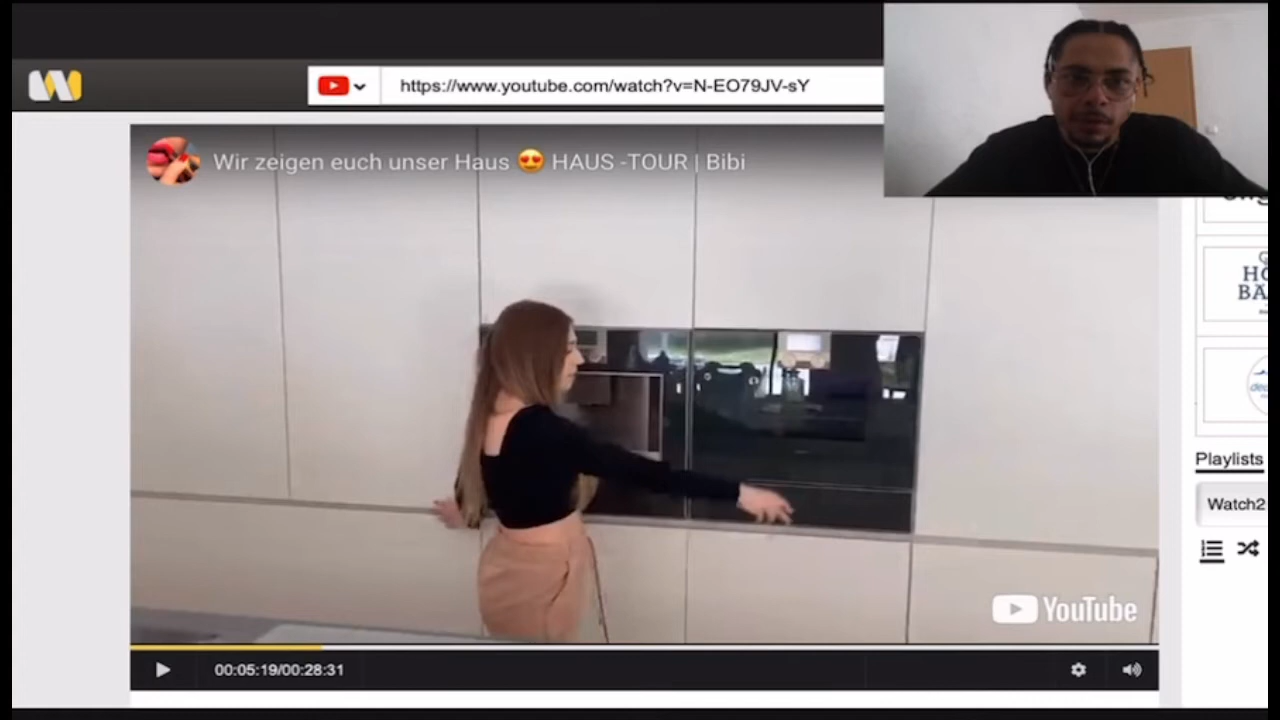 https://www.youtube.com/watch?v=N-EO79JV-sY
Wir zeigen euch unser Haus 😍 HAUS -TOUR | Bibi
YouTube
00:05:19/00:28:31
Playlists
Watch2